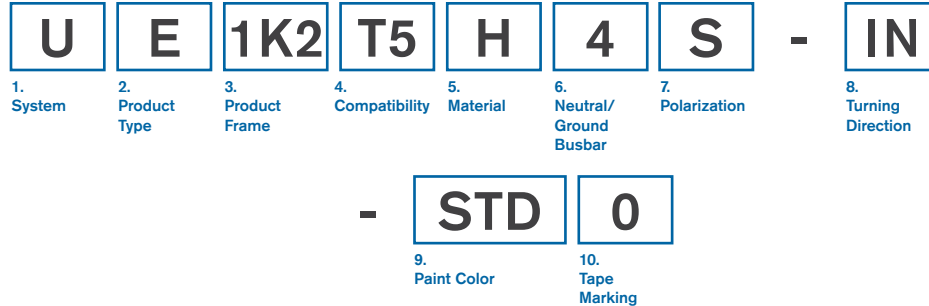 U E 1K2 T5 H 4 S - IN
1. 2. 3. 4. 5. 6. 7. 8.
System Product Product Compatibility Material Neutral/ Polarization Turning
Type Frame Ground Direction
Busbar
- STD 0
9. 10.
Paint Color Tape
Marking